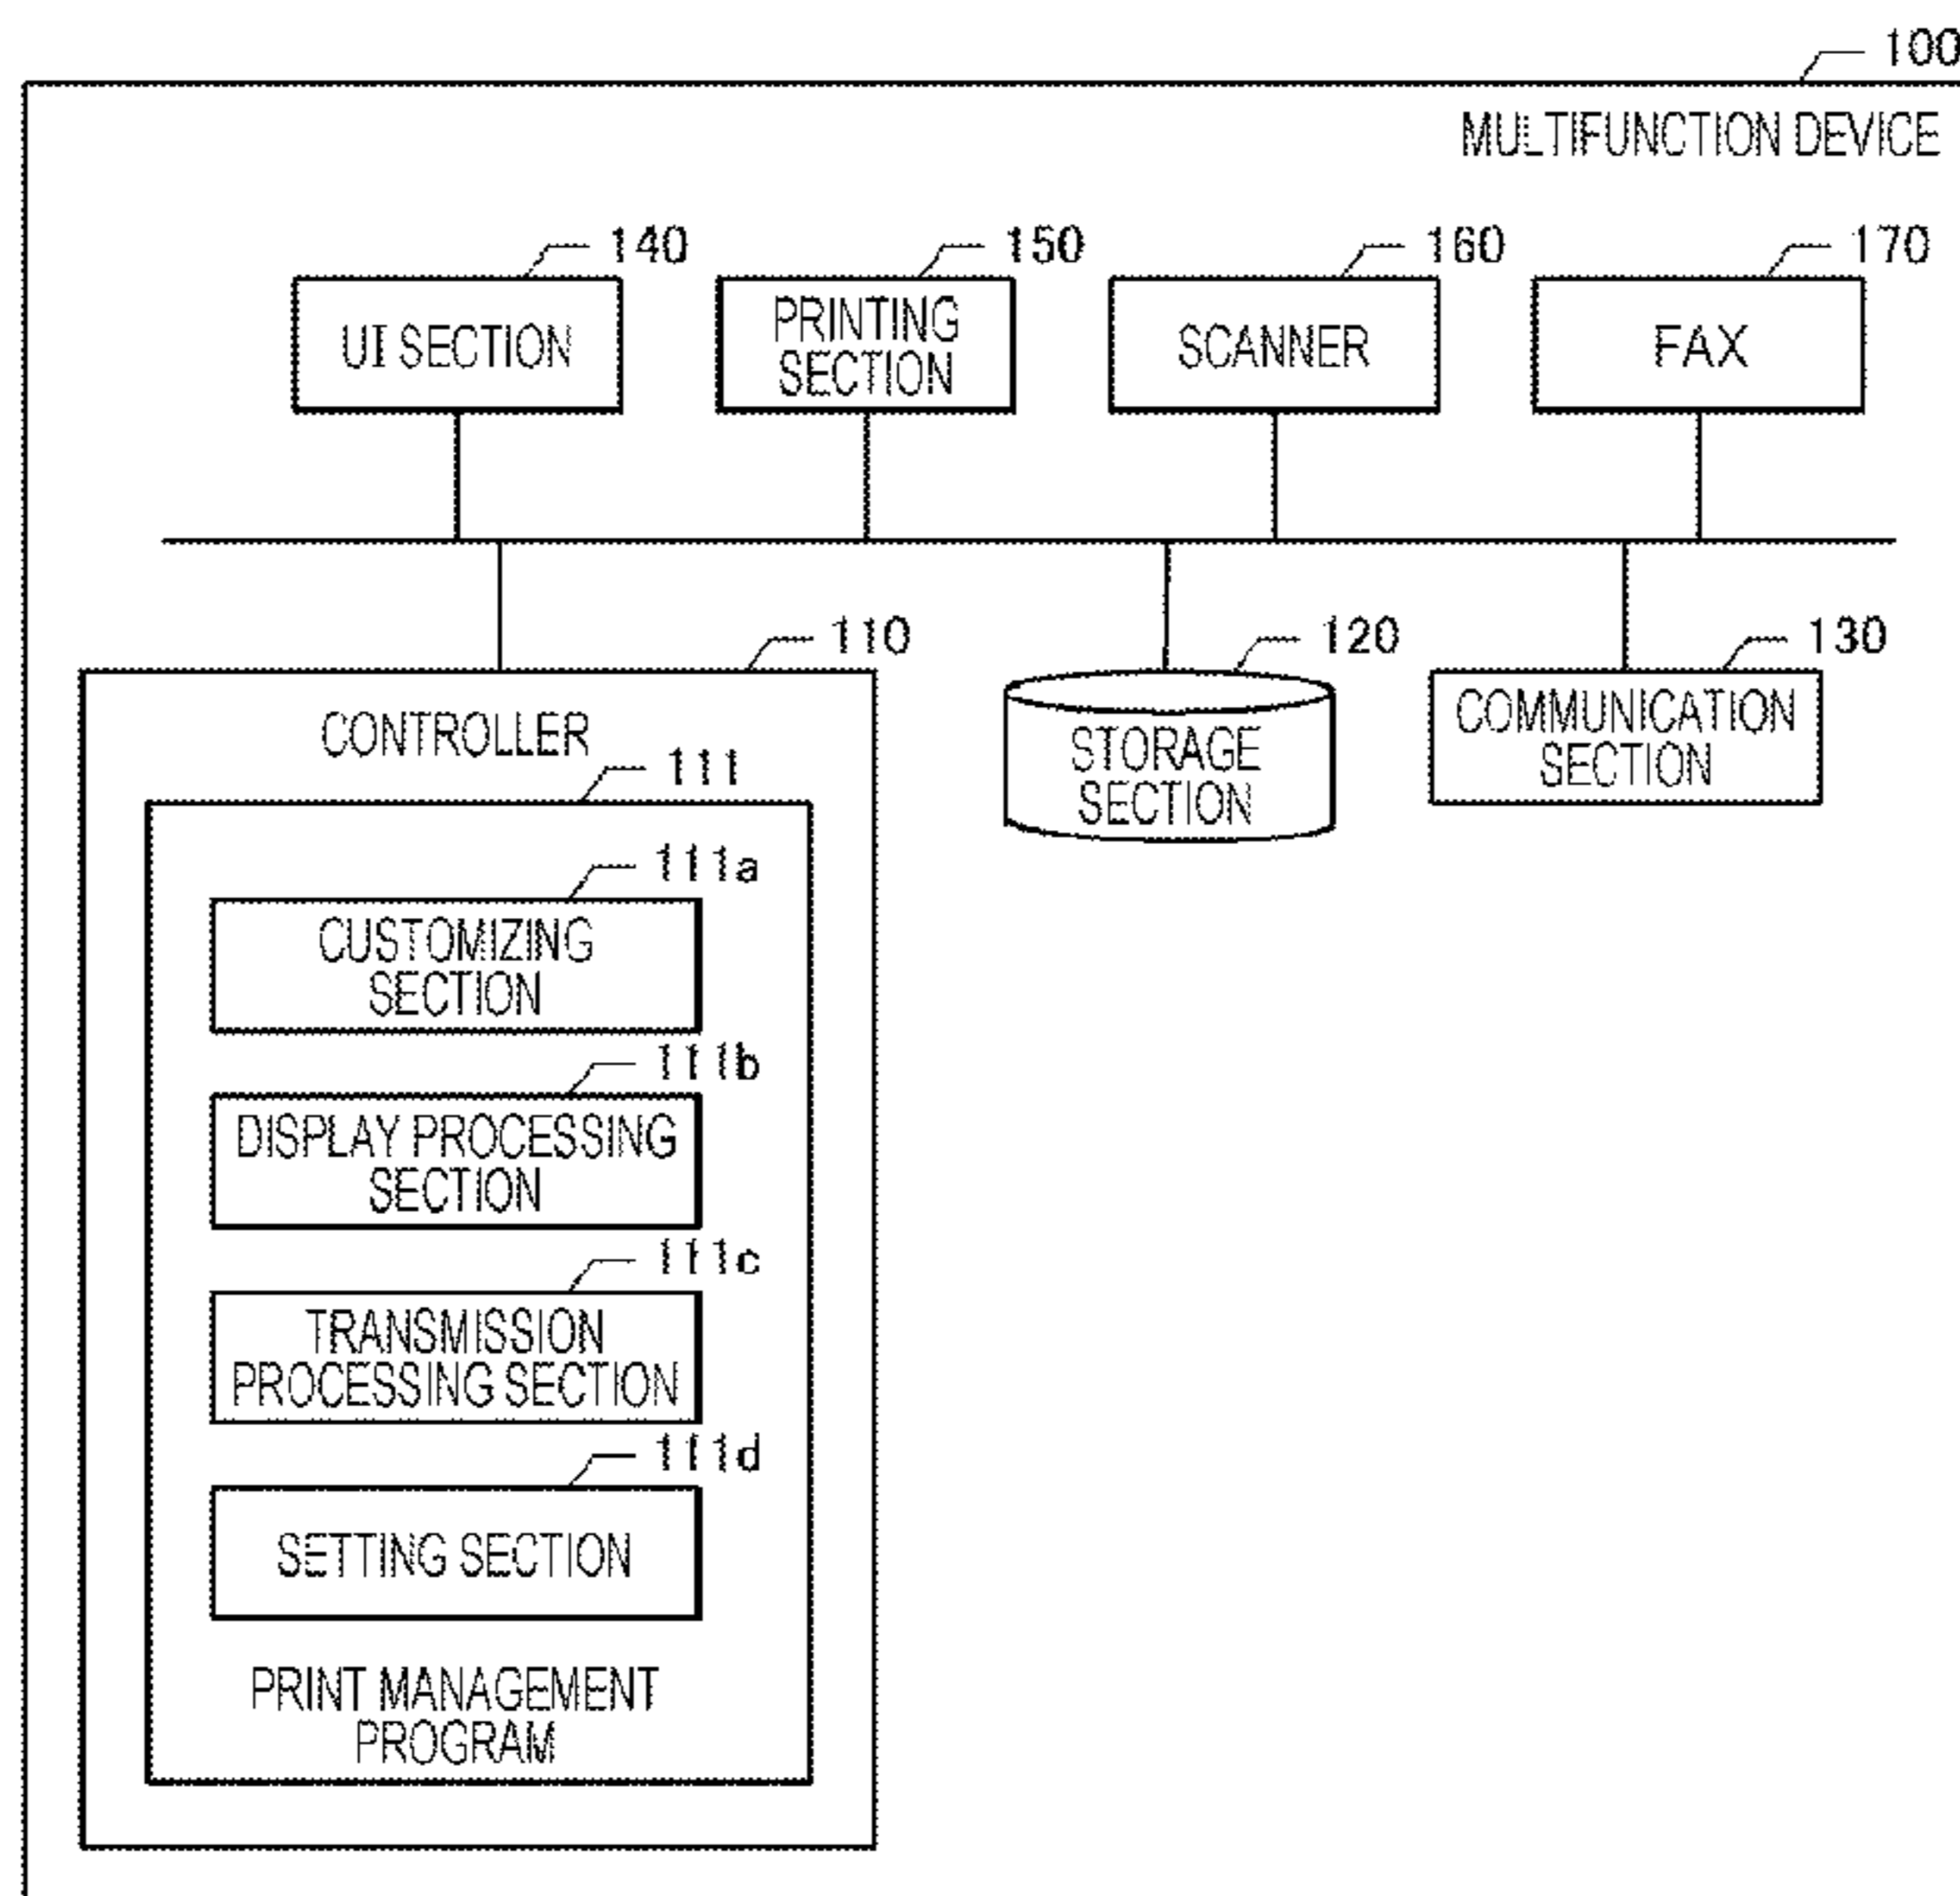 100
MULTIFUNCTION DEVICE
140
150
160
170
UI SECTION
PRINTING
SECTION
SCANNER
FAX
110
120
130
CONTROLLER
STORAGE
SECTION
COMMUNICATION
SECTION
111
111a
CUSTOMIZING
SECTION
111b
DISPLAY PROCESSING
SECTION
111c
TRANSMISSION
PROCESSING SECTION
111d
SETTING SECTION
PRINT MANAGEMENT
PROGRAM